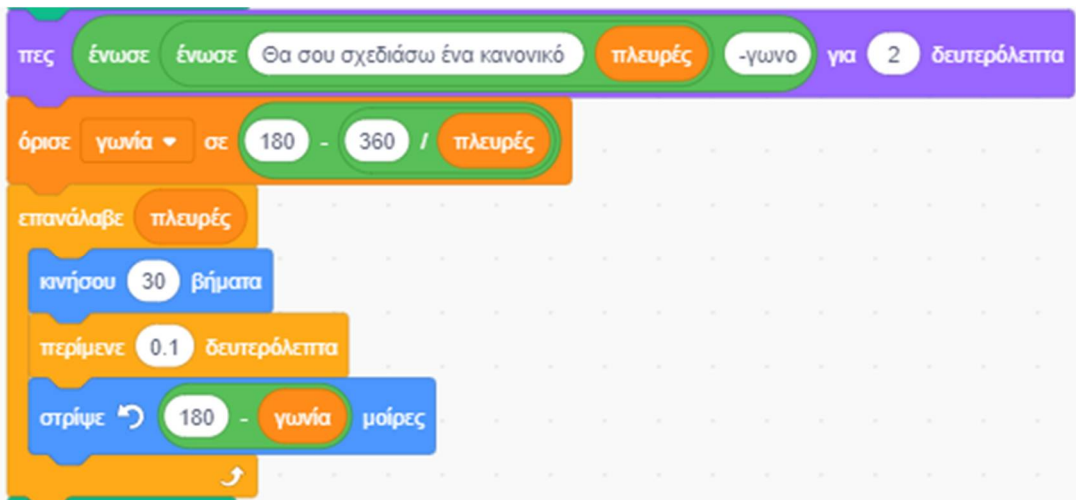 πες ένωσε ένωσε Θα σου σχεδιάσω ένα κανονικό πλευρές -γωνο για 2 δευτερόλεπτα
όρισε γωνία σε 180 - 360 / πλευρές
επανάλαβε πλευρές
κινήσου 30 βήματα
περίμενε 0.1 δευτερόλεπτα
στρίψε 180 - γωνία μοίρες